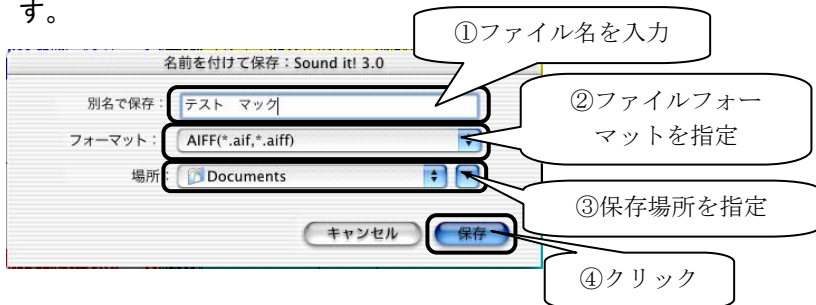 す。
①ファイル名を入力
名前を付けて保存：Sound it! 3.0
別名で保存： テスト　マック
②ファイルフォー
マットを指定
フォーマット： AIFF(*.aif,*.aiff)
場所： Documents
③保存場所を指定
キャンセル 保存
④クリック